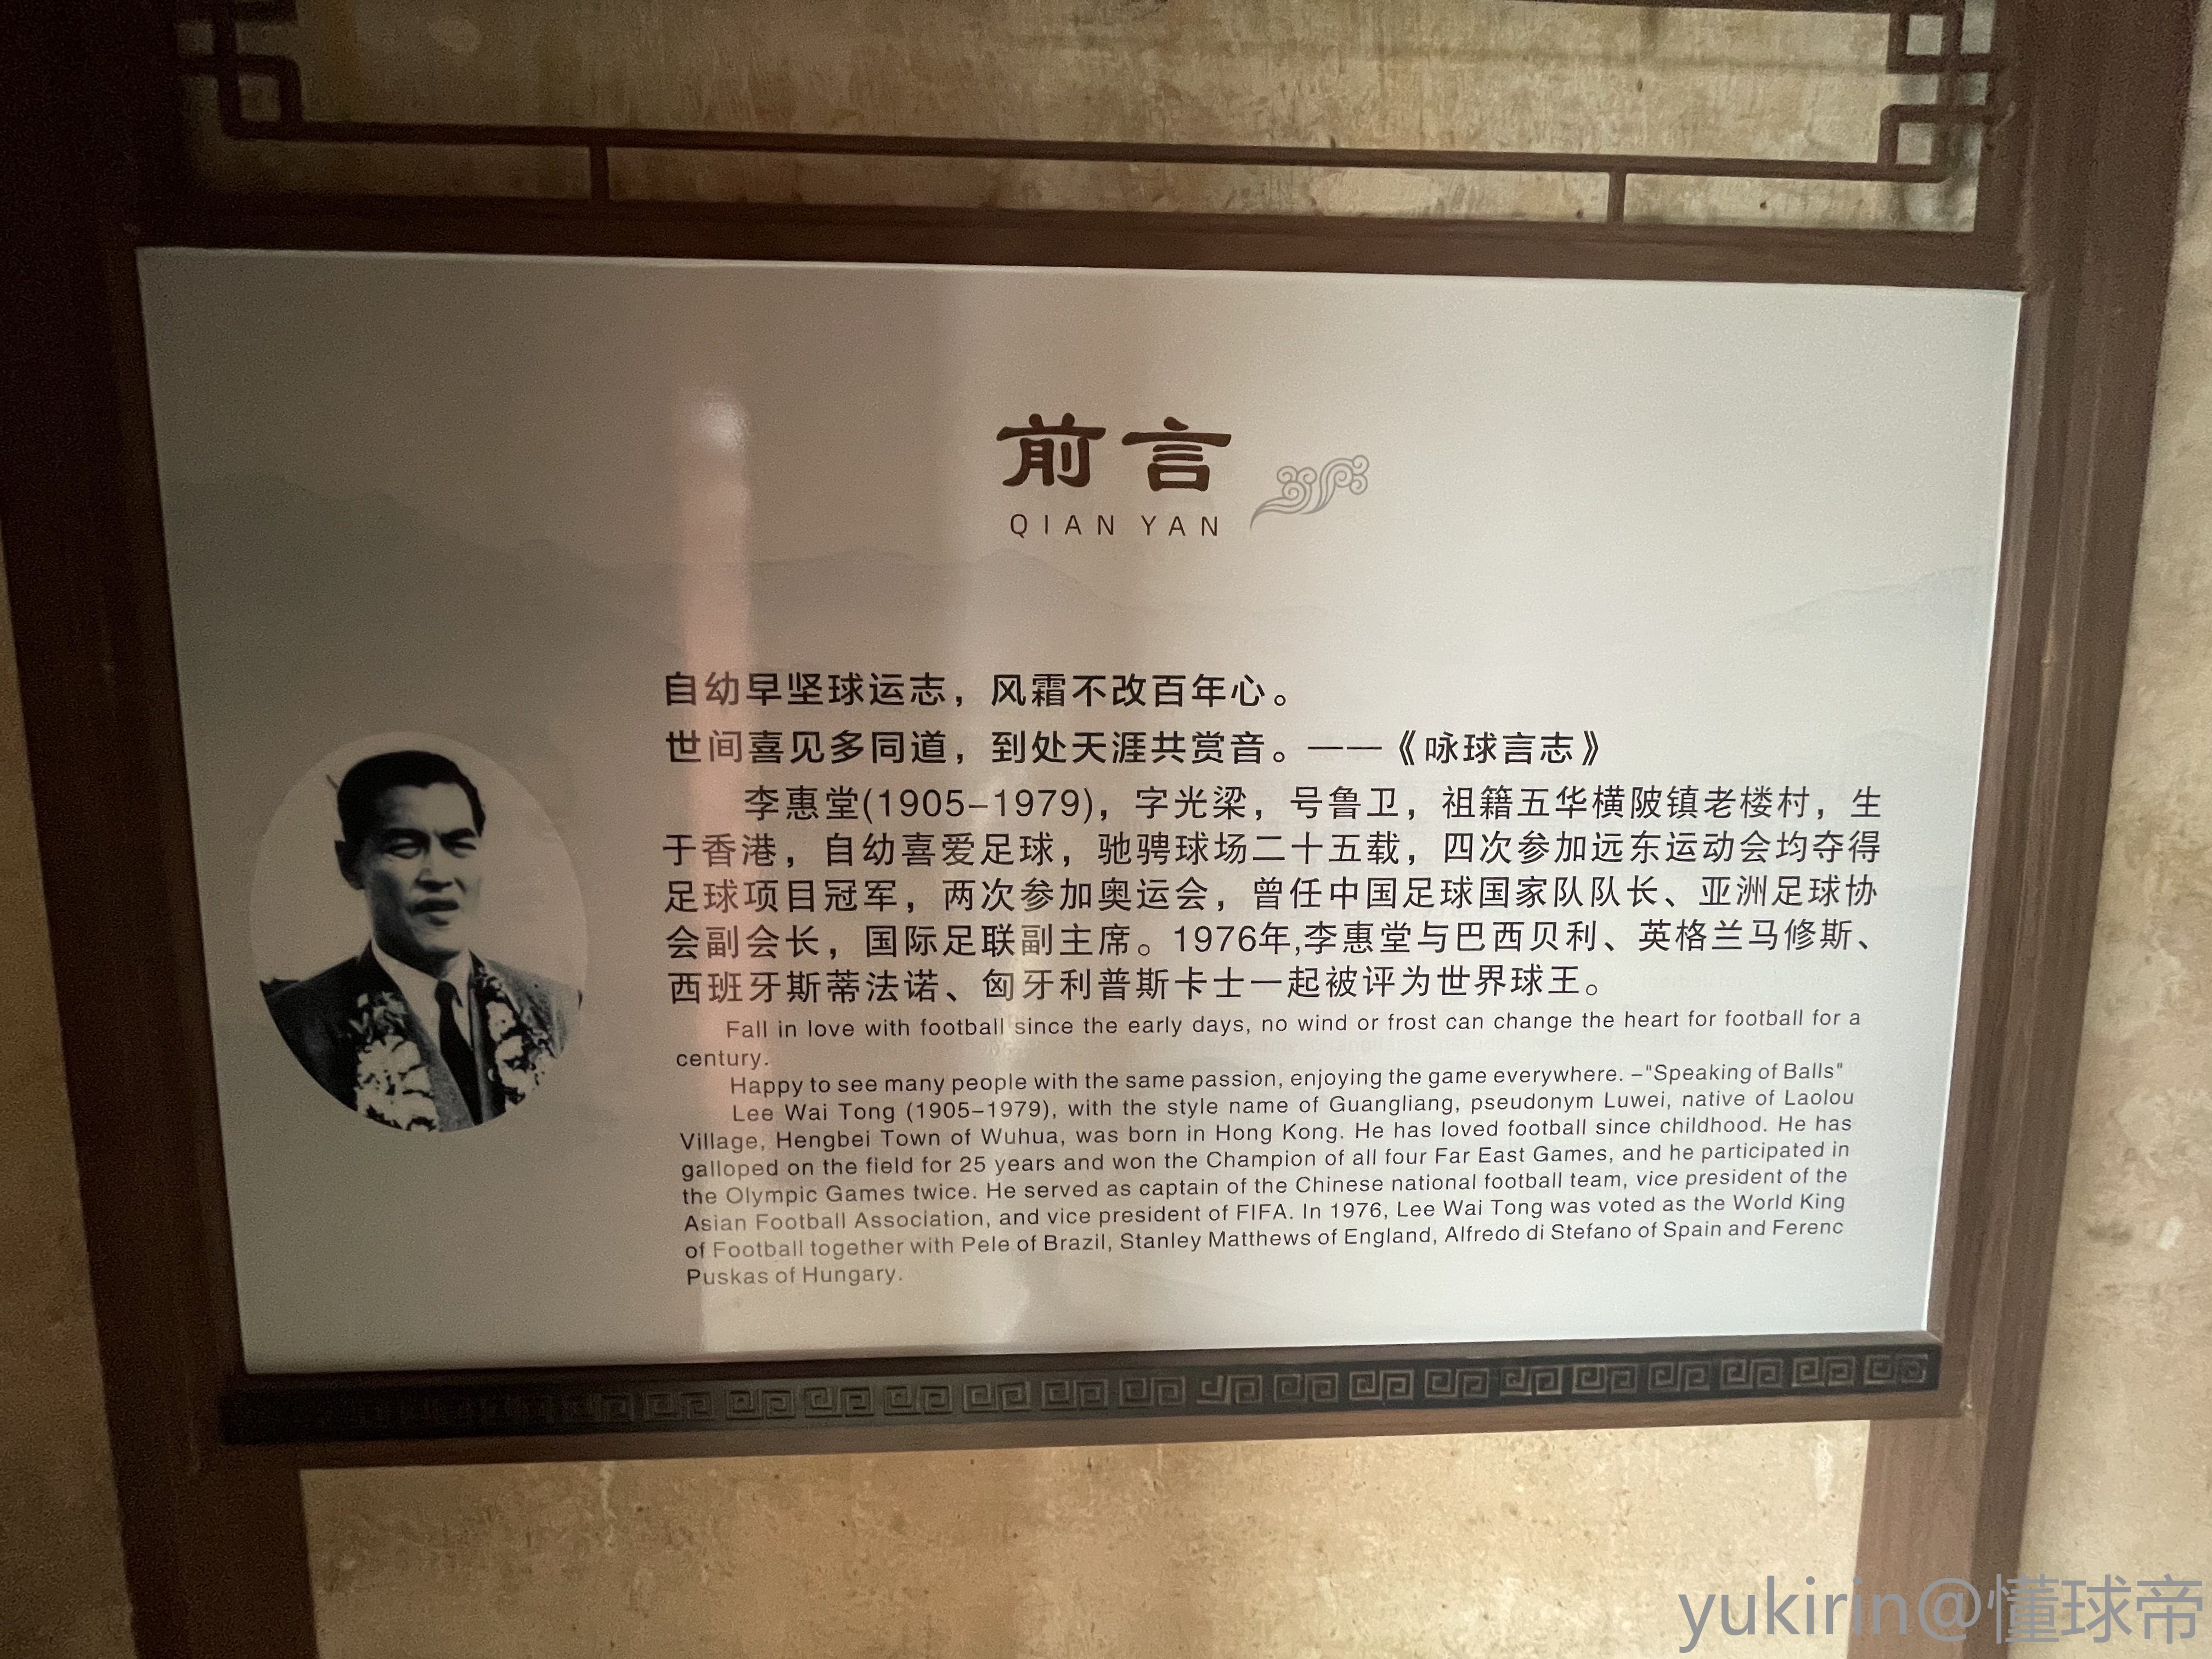 前言
QIAN YAN
自幼早坚球运志，风霜不改百年心。
世间喜见多同道，到处天涯共赏音。——《咏球言志》
李惠堂(1905-1979)，字光梁，号鲁卫，祖籍五华横陂镇老楼村，生
于香港，自幼喜爱足球，驰骋球场二十五载，四次参加远东运动会均夺得
足球项目冠军，两次参加奥运会，曾任中国足球国家队队长、亚洲足球协
会副会长，国际足联副主席。1976年,李惠堂与巴西贝利、英格兰马修斯、
西班牙斯蒂法诺、匈牙利普斯卡士一起被评为世界球王。
Fall in love with football since the early days, no wind or frost can change the heart for football for a
century.
Happy to see many people with the same passion, enjoying the game everywhere. -"Speaking of Balls"
Lee Wai Tong (1905-1979), with the style name of Guangliang, pseudonym Luwei, native of Laolou
Village, Hengbei Town of Wuhua, was born in Hong Kong. He has loved football since childhood. He has
galloped on the field for 25 years and won the Champion of all four Far East Games, and he participated in
the Olympic Games twice. He served as captain of the Chinese national football team, vice president of the
Asian Football Association, and vice president of FIFA. In 1976, Lee Wai Tong was voted as the World King
of Football together with Pele of Brazil, Stanley Matthews of England, Alfredo di Stefano of Spain and Ferenc
Puskas of Hungary.
yukirin@懂球帝